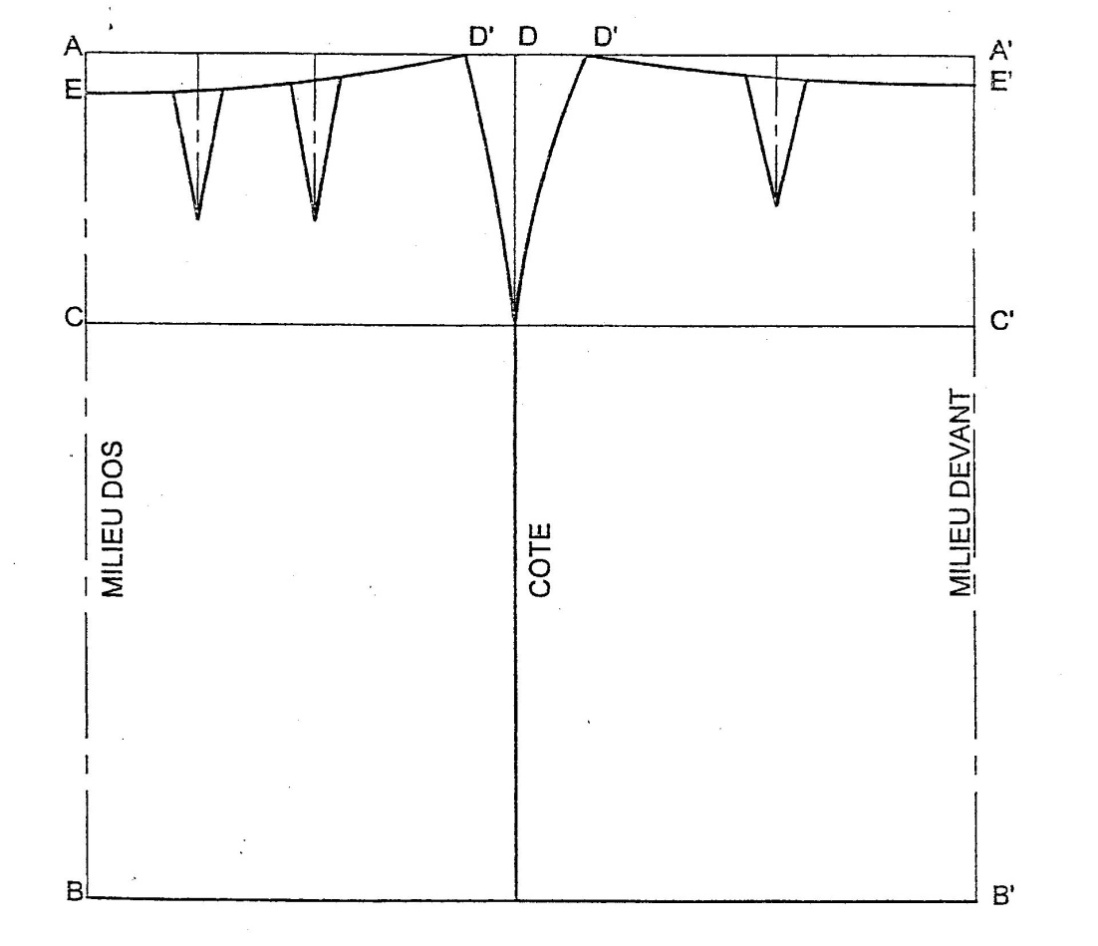 A D' D D' A'
E E'
C C'
MILIEU DOS
COTE
MILIEU DEVANT
B B'